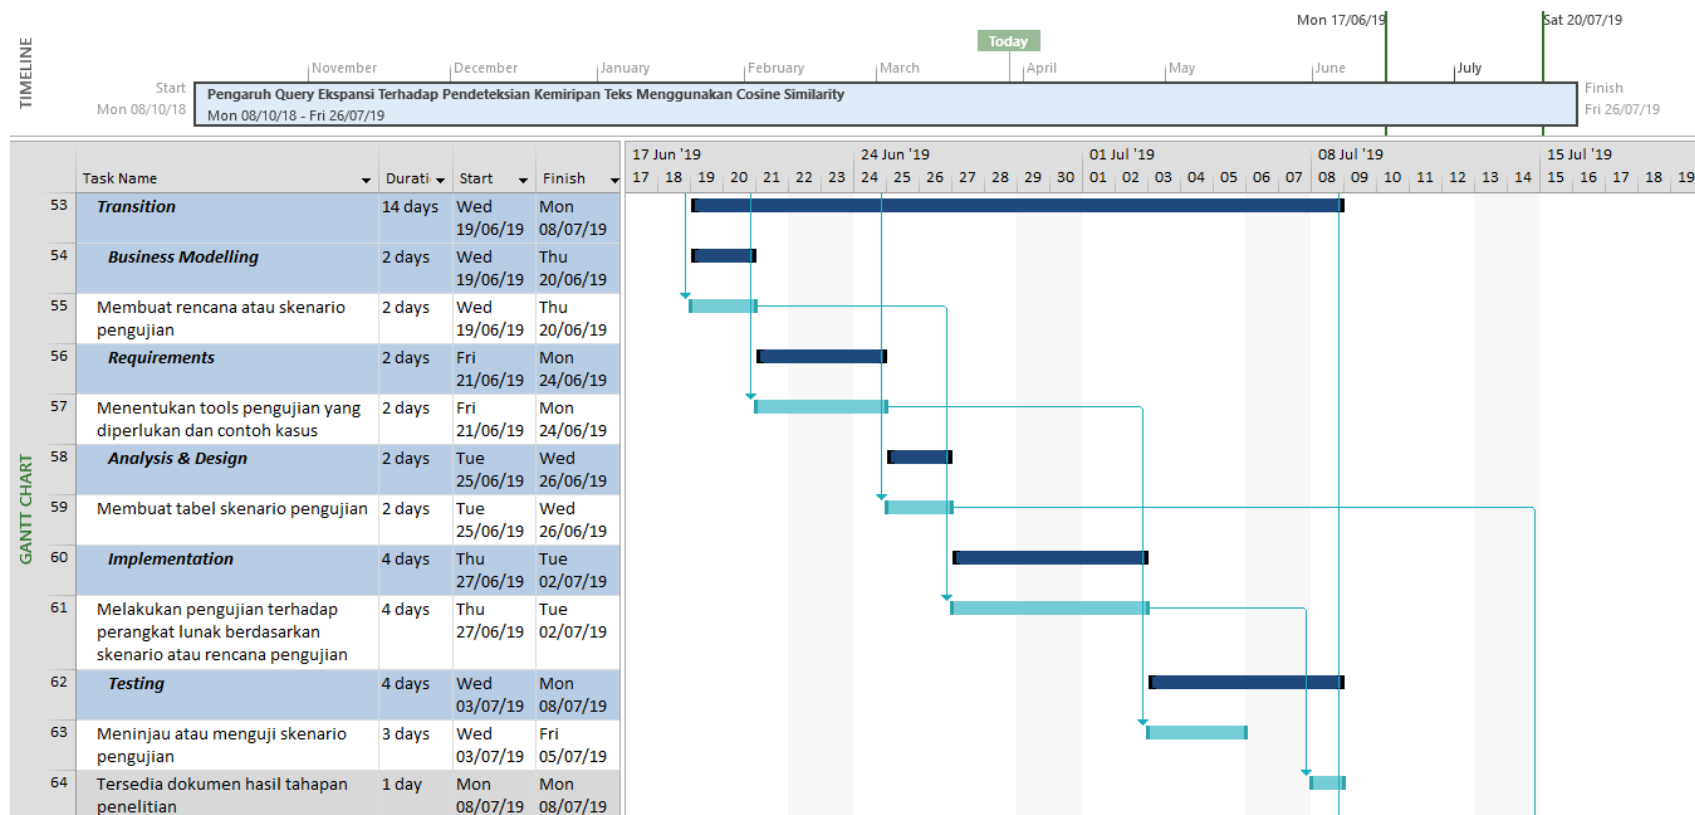 Mon 17/06/19 Sat 20/07/19
Today
TIMELINE
November December January February March April May June July
Start
Mon 08/10/18
Pengaruh Query Ekspansi Terhadap Pendeteksian Kemiripan Teks Menggunakan Cosine Similarity
Mon 08/10/18 - Fri 26/07/19
Finish
Fri 26/07/19
GANTT CHART
17 Jun '19 24 Jun '19 01 Jul '19 08 Jul '19 15 Jul '19
Task Name Durati Start Finish 17 18 19 20 21 22 23 24 25 26 27 28 29 30 01 02 03 04 05 06 07 08 09 10 11 12 13 14 15 16 17 18 19
53 Transition 14 days Wed Mon
19/06/19 08/07/19
54 Business Modelling 2 days Wed Thu
19/06/19 20/06/19
55 Membuat rencana atau skenario 2 days Wed Thu
pengujian 19/06/19 20/06/19
56 Requirements 2 days Fri Mon
21/06/19 24/06/19
57 Menentukan tools pengujian yang 2 days Fri Mon
diperlukan dan contoh kasus 21/06/19 24/06/19
58 Analysis & Design 2 days Tue Wed
25/06/19 26/06/19
59 Membuat tabel skenario pengujian 2 days Tue Wed
25/06/19 26/06/19
60 Implementation 4 days Thu Tue
27/06/19 02/07/19
61 Melakukan pengujian terhadap 4 days Thu Tue
perangkat lunak berdasarkan 27/06/19 02/07/19
skenario atau rencana pengujian
62 Testing 4 days Wed Mon
03/07/19 08/07/19
63 Meninjau atau menguji skenario 3 days Wed Fri
pengujian 03/07/19 05/07/19
64 Tersedia dokumen hasil tahapan 1 day Mon Mon
penelitian 08/07/19 08/07/19